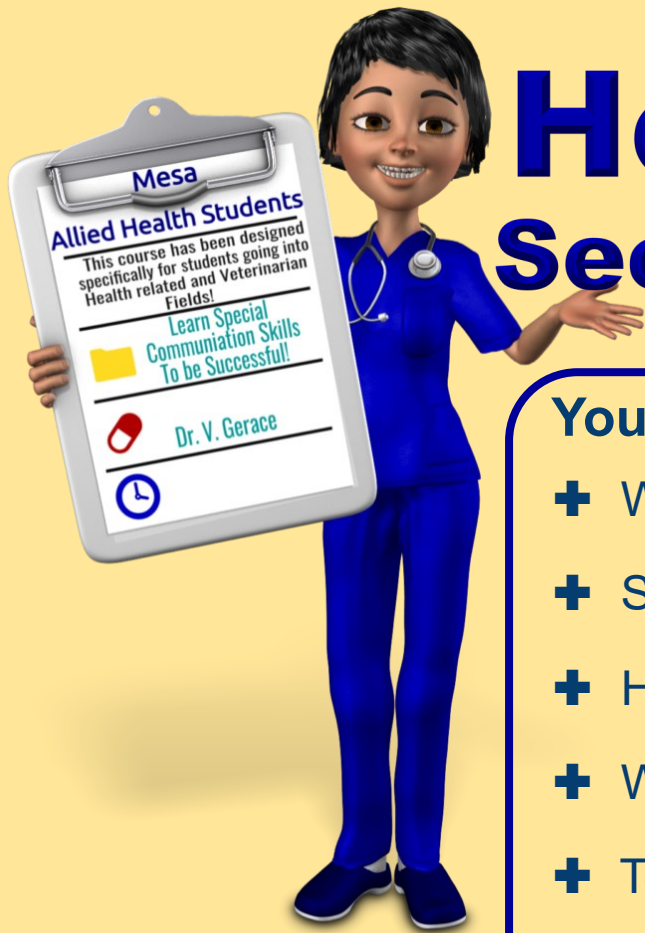 Mesa
Allied Health Students
This course has been designed
specifically for students going into
Health related and Veterinarian
Fields!
Learn Special
Communiation Skills
To be Successful!
Dr. V. Gerace
He
Sec
You
W
S
H
W
T